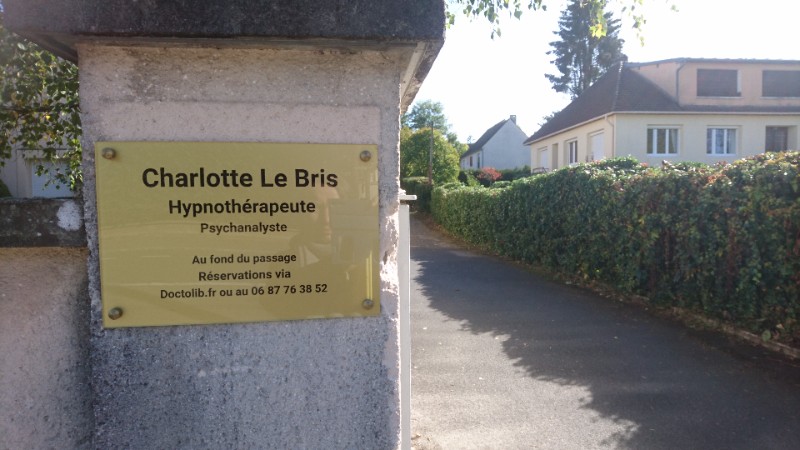 Charlotte Le Bris
Hypnothérapeute
Psychanalyste
Au fond du passage
Réservations via
Doctolib.fr ou au 06 87 76 38 52